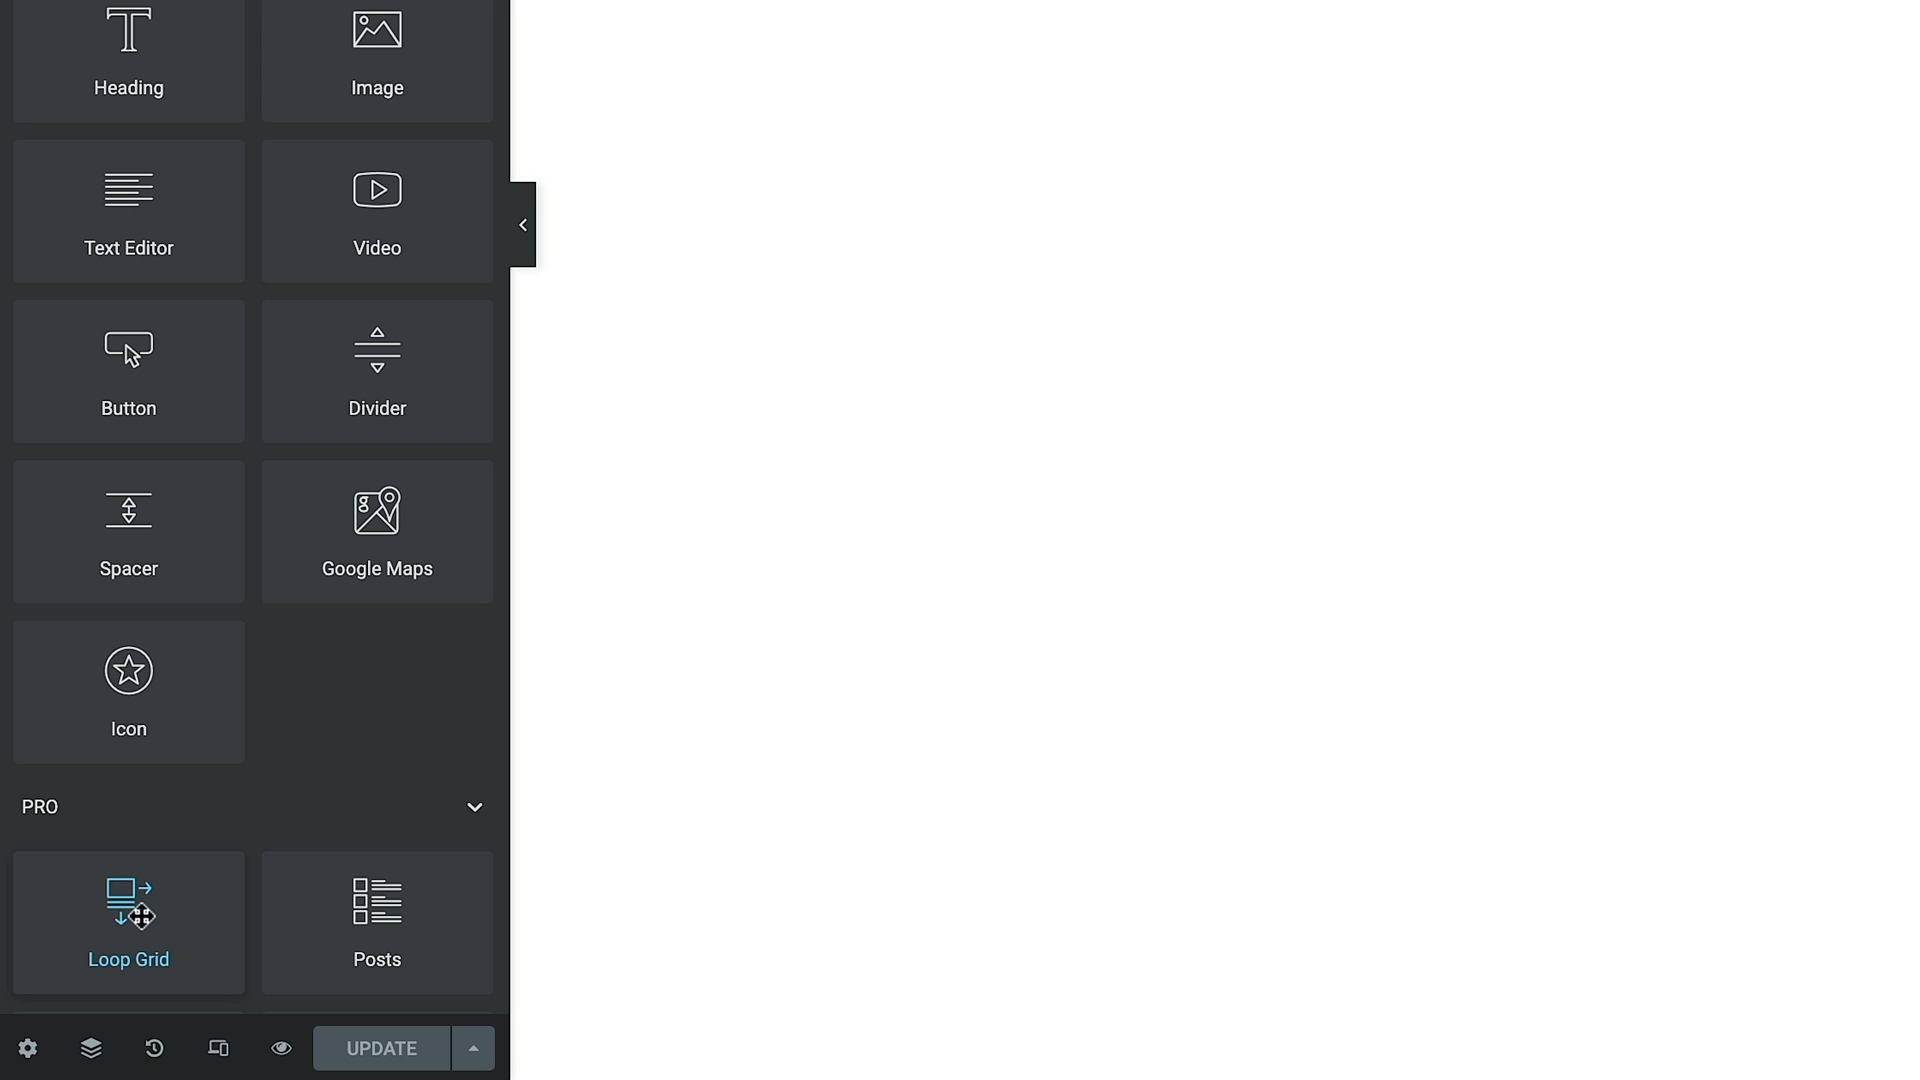 Heading
Image
Text Editor
Video
Button
Divider
Spacer
Google Maps
Icon
PRO
Loop Grid
Posts
UPDATE